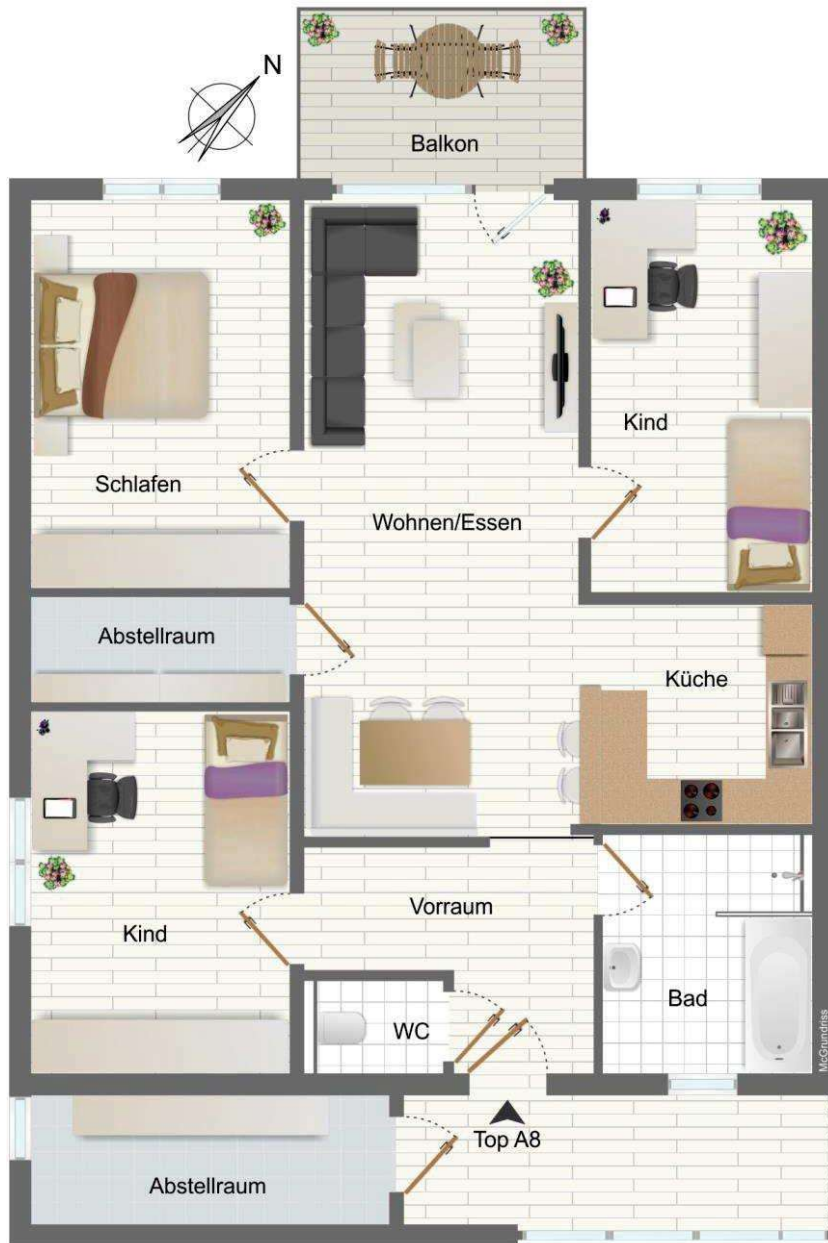 N
Balkon
Kind
Schlafen
Wohnen/Essen
Abstellraum
Küche
Vorraum
Kind
WC
Bad
McGrundriss
Top A8
Abstellraum